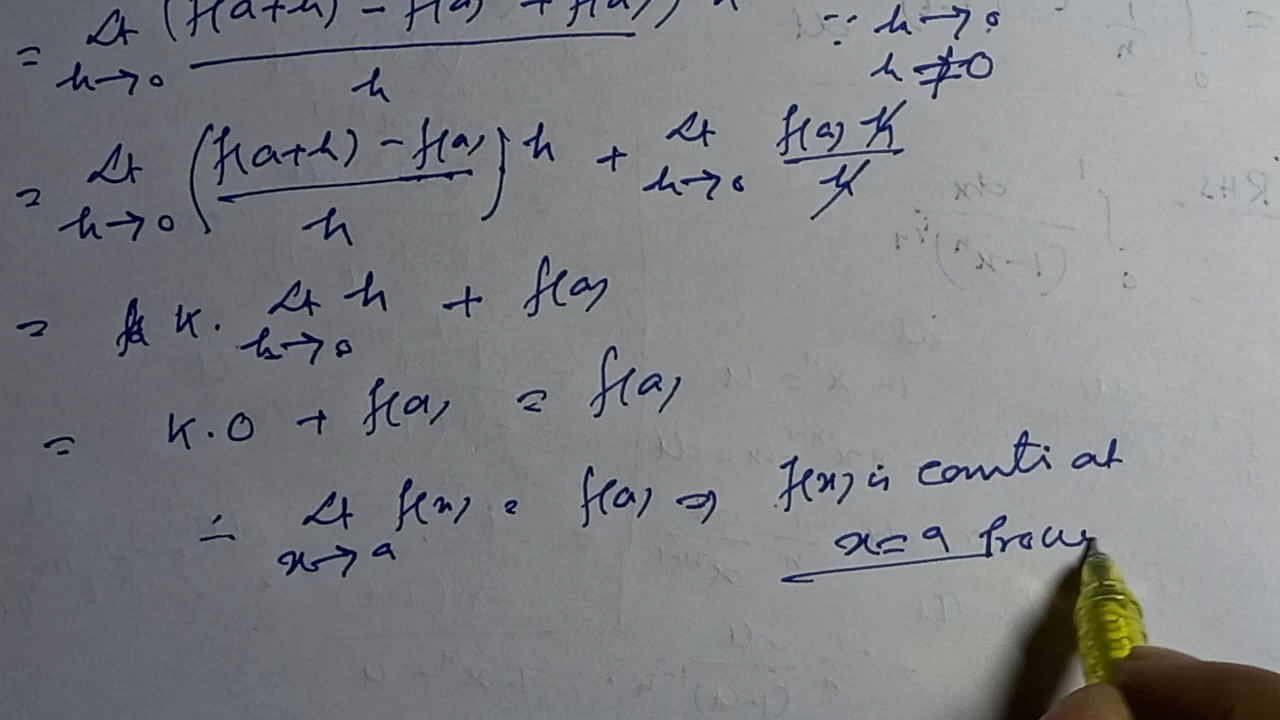 = Lt (f(a+h) - f(a) + f(a)) h / h ∵ h→0
h→0 h≠0
= Lt (f(a+h) - f(a) / h) h + Lt f(a) h / h
h→0 h→0
= K. Lt h + f(a)
h→0
= K.0 + f(a) = f(a)
∴ Lt f(x) = f(a) ⇒ f(x) is conti at
x→a x=a